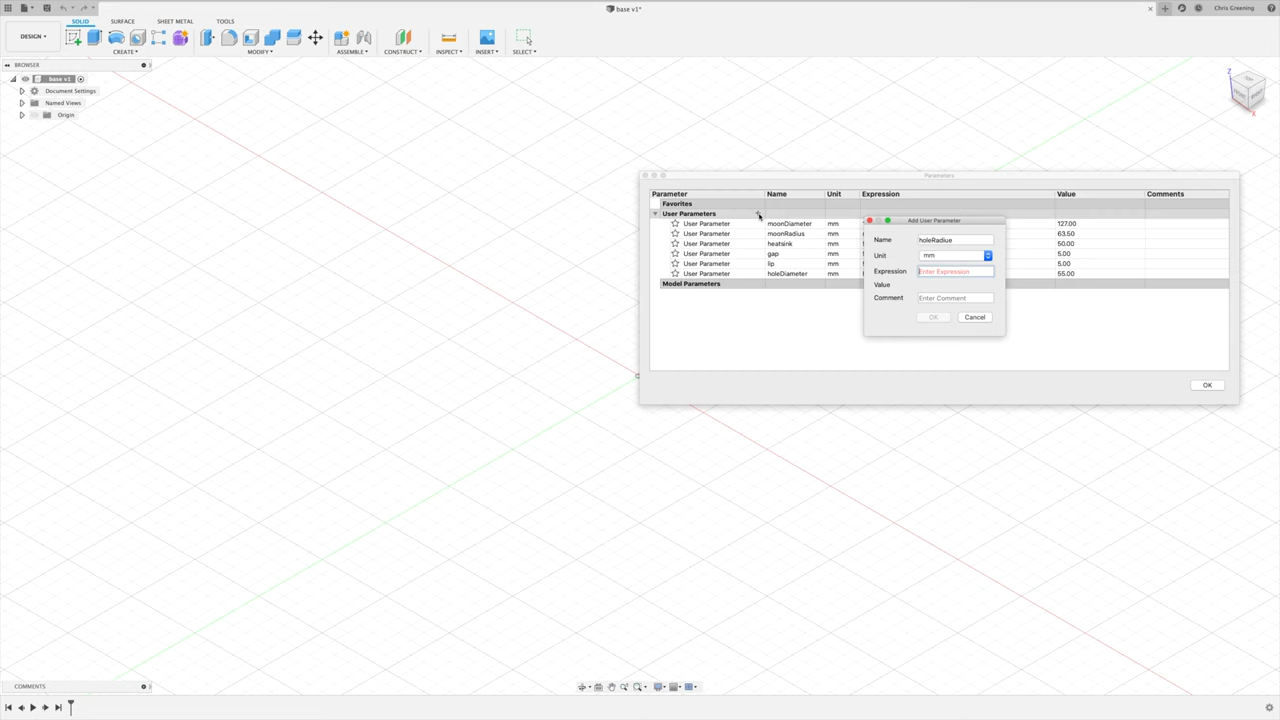 base v1*
Chris Greening
SOLID SURFACE SHEET METAL TOOLS
DESIGN
CREATE MODIFY ASSEMBLE CONSTRUCT INSPECT INSERT SELECT
BROWSER
base v1
Document Settings
Named Views
Origin
Z
TOP
FRONT
RIGHT
X
Parameters
Parameter Name Unit Expression Value Comments
Favorites
User Parameters
User Parameter moonDiameter mm 127.00
User Parameter moonRadius mm 63.50
User Parameter heatsink mm 50.00
User Parameter gap mm 5.00
User Parameter lip mm 5.00
User Parameter holeDiameter mm 55.00
Model Parameters
OK
Add User Parameter
Name holeRadiue
Unit mm
Expression Enter Expression
Value
Comment Enter Comment
OK Cancel
COMMENTS